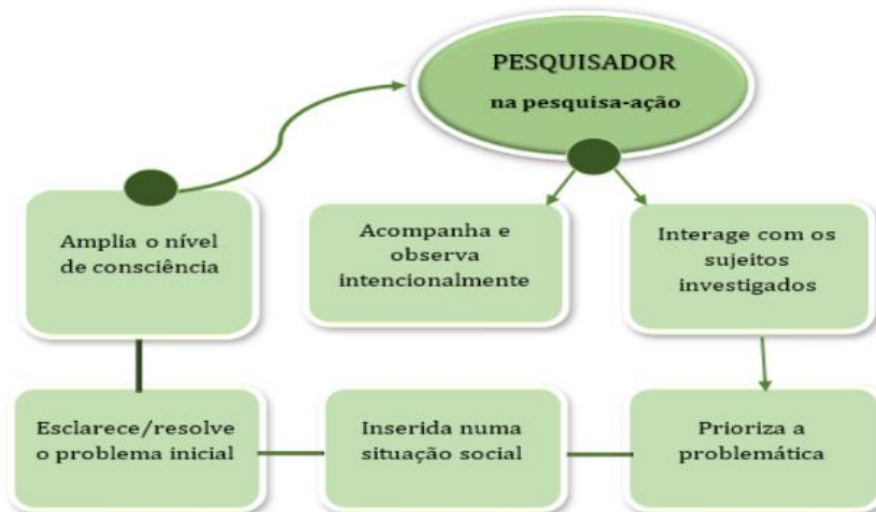 PESQUISADOR
na pesquisa-ação
Amplia o nível
de consciência
Acompanha e
observa
intencionalmente
Interage com os
sujeitos
investigados
Esclarece/resolve
o problema inicial
Inserida numa
situação social
Prioriza a
problemática